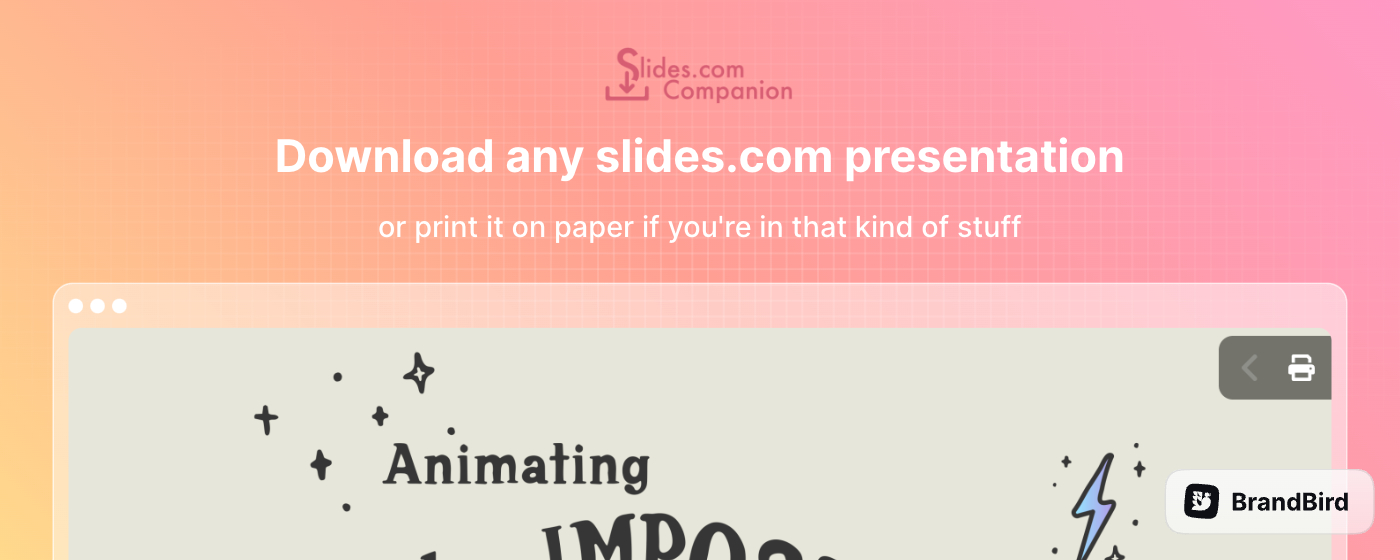 Slides.com
Companion
Download any slides.com presentation
or print it on paper if you're in that kind of stuff
Animating
BrandBird